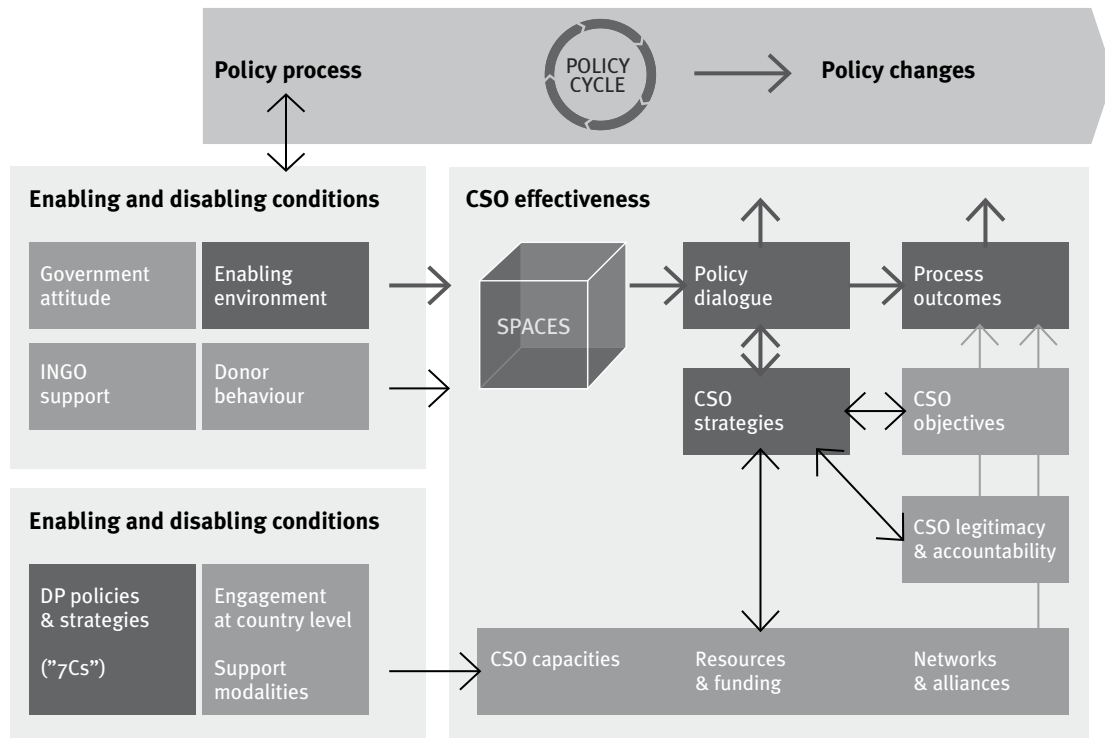 Policy process
POLICY
CYCLE
Policy changes
Enabling and disabling conditions
Government
attitude
Enabling
environment
INGO
support
Donor
behaviour
CSO effectiveness
SPACES
Policy
dialogue
Process
outcomes
CSO
strategies
CSO
objectives
CSO legitimacy
& accountability
Enabling and disabling conditions
DP policies
& strategies
(”7Cs”)
Engagement
at country level
Support
modalities
CSO capacities
Resources
& funding
Networks
& alliances